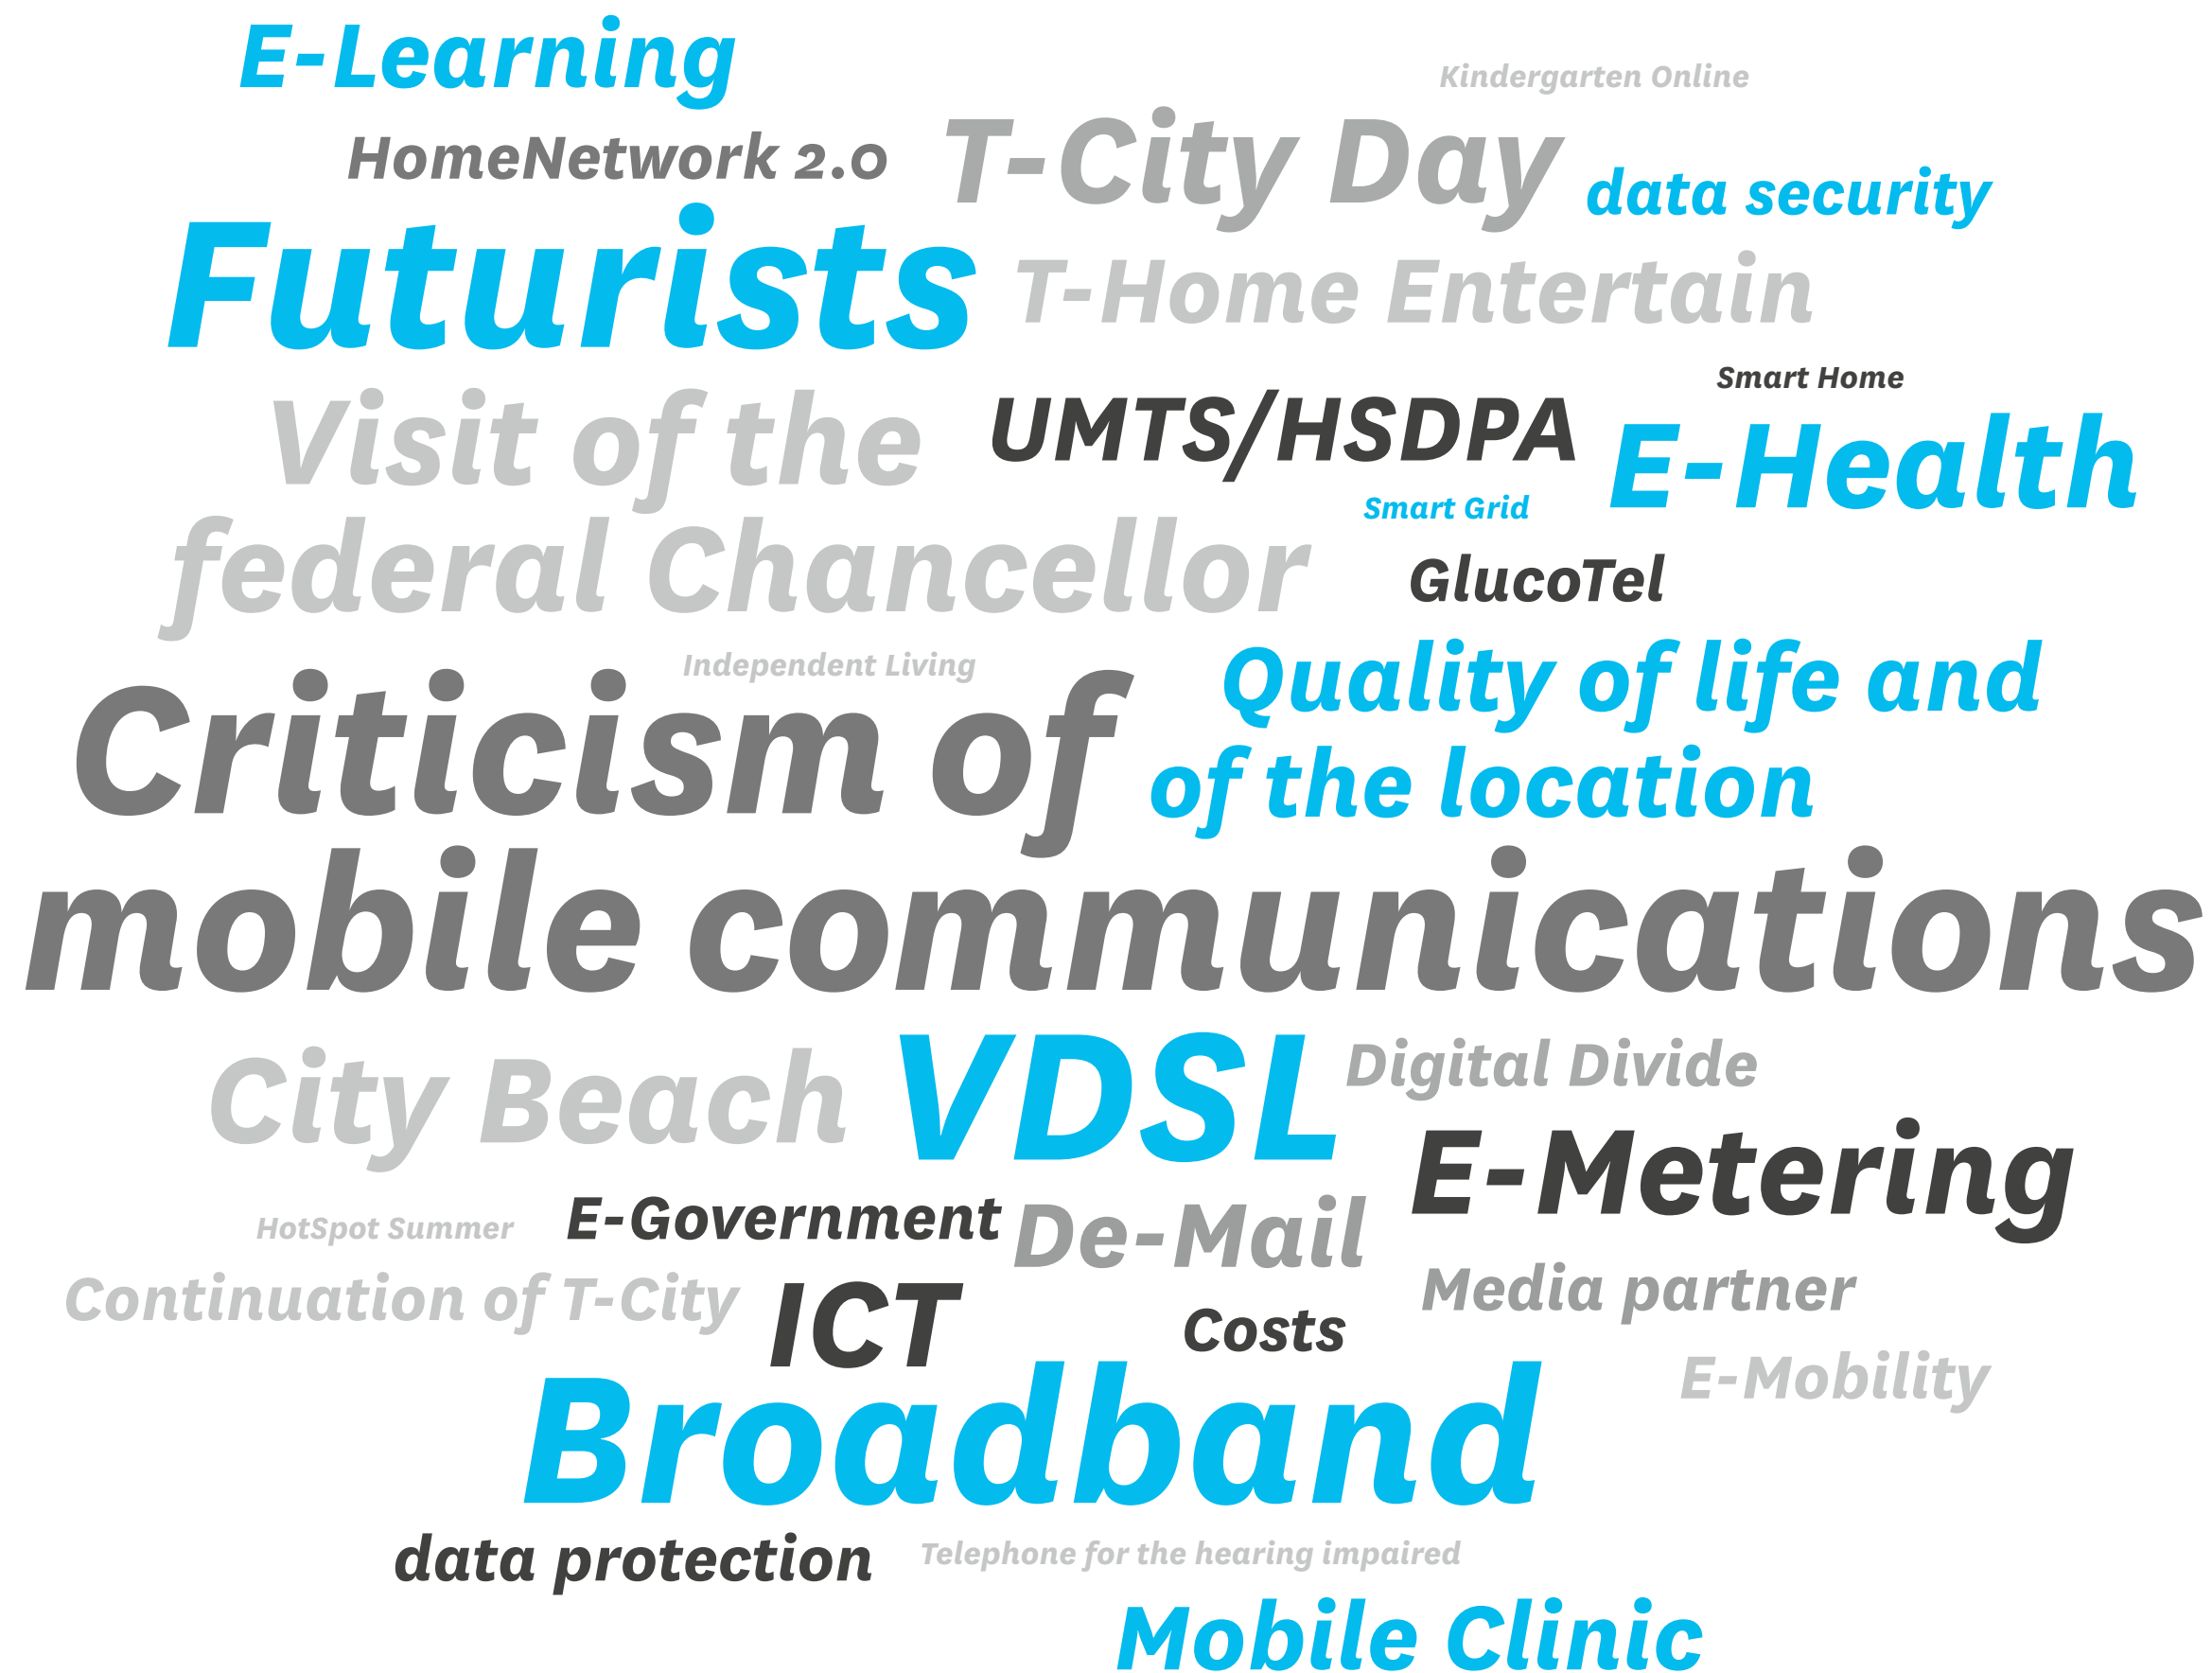 E-Learning
Kindergarten Online
HomeNetwork 2.0
T-City Day
data security
Futurists
T-Home Entertain
Smart Home
Visit of the
UMTS/HSDPA
E-Health
Smart Grid
federal Chancellor
GlucoTel
Independent Living
Quality of life and
Criticism of
of the location
mobile communications
City Beach
VDSL
Digital Divide
E-Metering
HotSpot Summer
E-Government
De-Mail
Continuation of T-City
ICT
Costs
Media partner
E-Mobility
Broadband
data protection
Telephone for the hearing impaired
Mobile Clinic